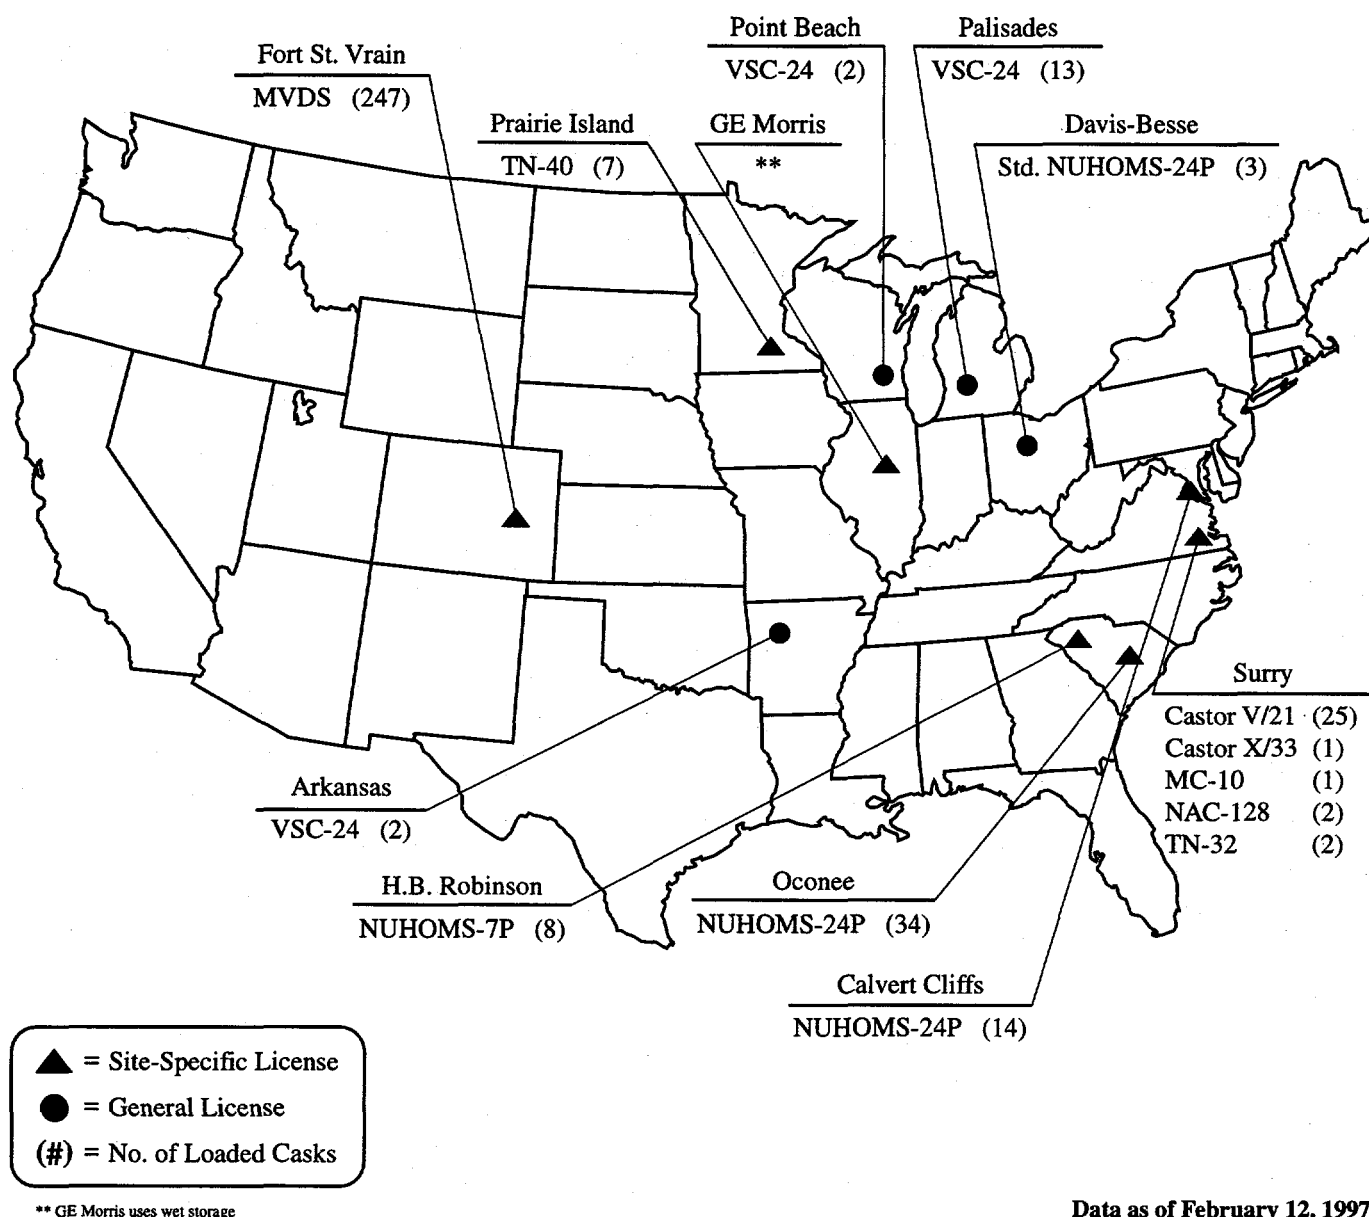 Point Beach
VSC-24 (2)
Palisades
VSC-24 (13)
Fort St. Vrain
MVDS (247)
Prairie Island
TN-40 (7)
GE Morris
**
Davis-Besse
Std. NUHOMS-24P (3)
Surry
Castor V/21 (25)
Castor X/33 (1)
MC-10 (1)
NAC-128 (2)
TN-32 (2)
Arkansas
VSC-24 (2)
H.B. Robinson
NUHOMS-7P (8)
Oconee
NUHOMS-24P (34)
Calvert Cliffs
NUHOMS-24P (14)
= Site-Specific License
= General License
(#) = No. of Loaded Casks
** GE Morris uses wet storage
Data as of February 12, 1997